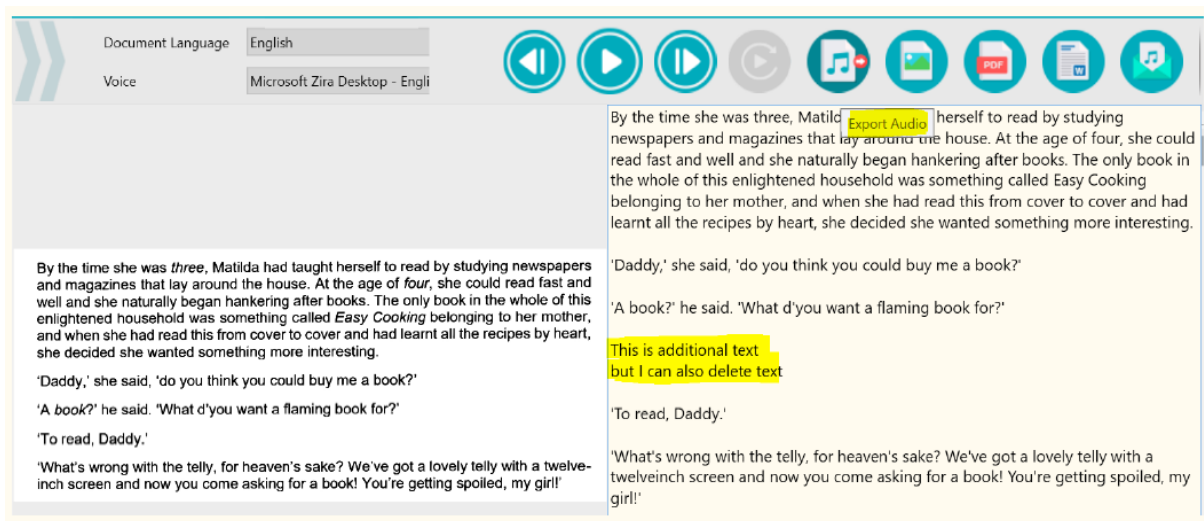 Document Language English
Voice Microsoft Zira Desktop - Engli
PDF
W
Export Audio
By the time she was three, Matilda had taught herself to read by studying newspapers
and magazines that lay around the house. At the age of four, she could read fast and
well and she naturally began hankering after books. The only book in the whole of this
enlightened household was something called Easy Cooking belonging to her mother,
and when she had read this from cover to cover and had learnt all the recipes by heart,
she decided she wanted something more interesting.
‘Daddy,’ she said, ‘do you think you could buy me a book?’
‘A book?’ he said. ‘What d’you want a flaming book for?’
‘To read, Daddy.’
‘What’s wrong with the telly, for heaven’s sake? We’ve got a lovely telly with a twelve-
inch screen and now you come asking for a book! You’re getting spoiled, my girl!’
By the time she was three, Matild herself to read by studying
newspapers and magazines that lay around the house. At the age of four, she could
read fast and well and she naturally began hankering after books. The only book in
the whole of this enlightened household was something called Easy Cooking
belonging to her mother, and when she had read this from cover to cover and had
learnt all the recipes by heart, she decided she wanted something more interesting.
'Daddy,' she said, 'do you think you could buy me a book?'
'A book?' he said. 'What d'you want a flaming book for?'
This is additional text
but I can also delete text
'To read, Daddy.'
'What's wrong with the telly, for heaven's sake? We've got a lovely telly with a
twelveinch screen and now you come asking for a book! You're getting spoiled, my
girl!'